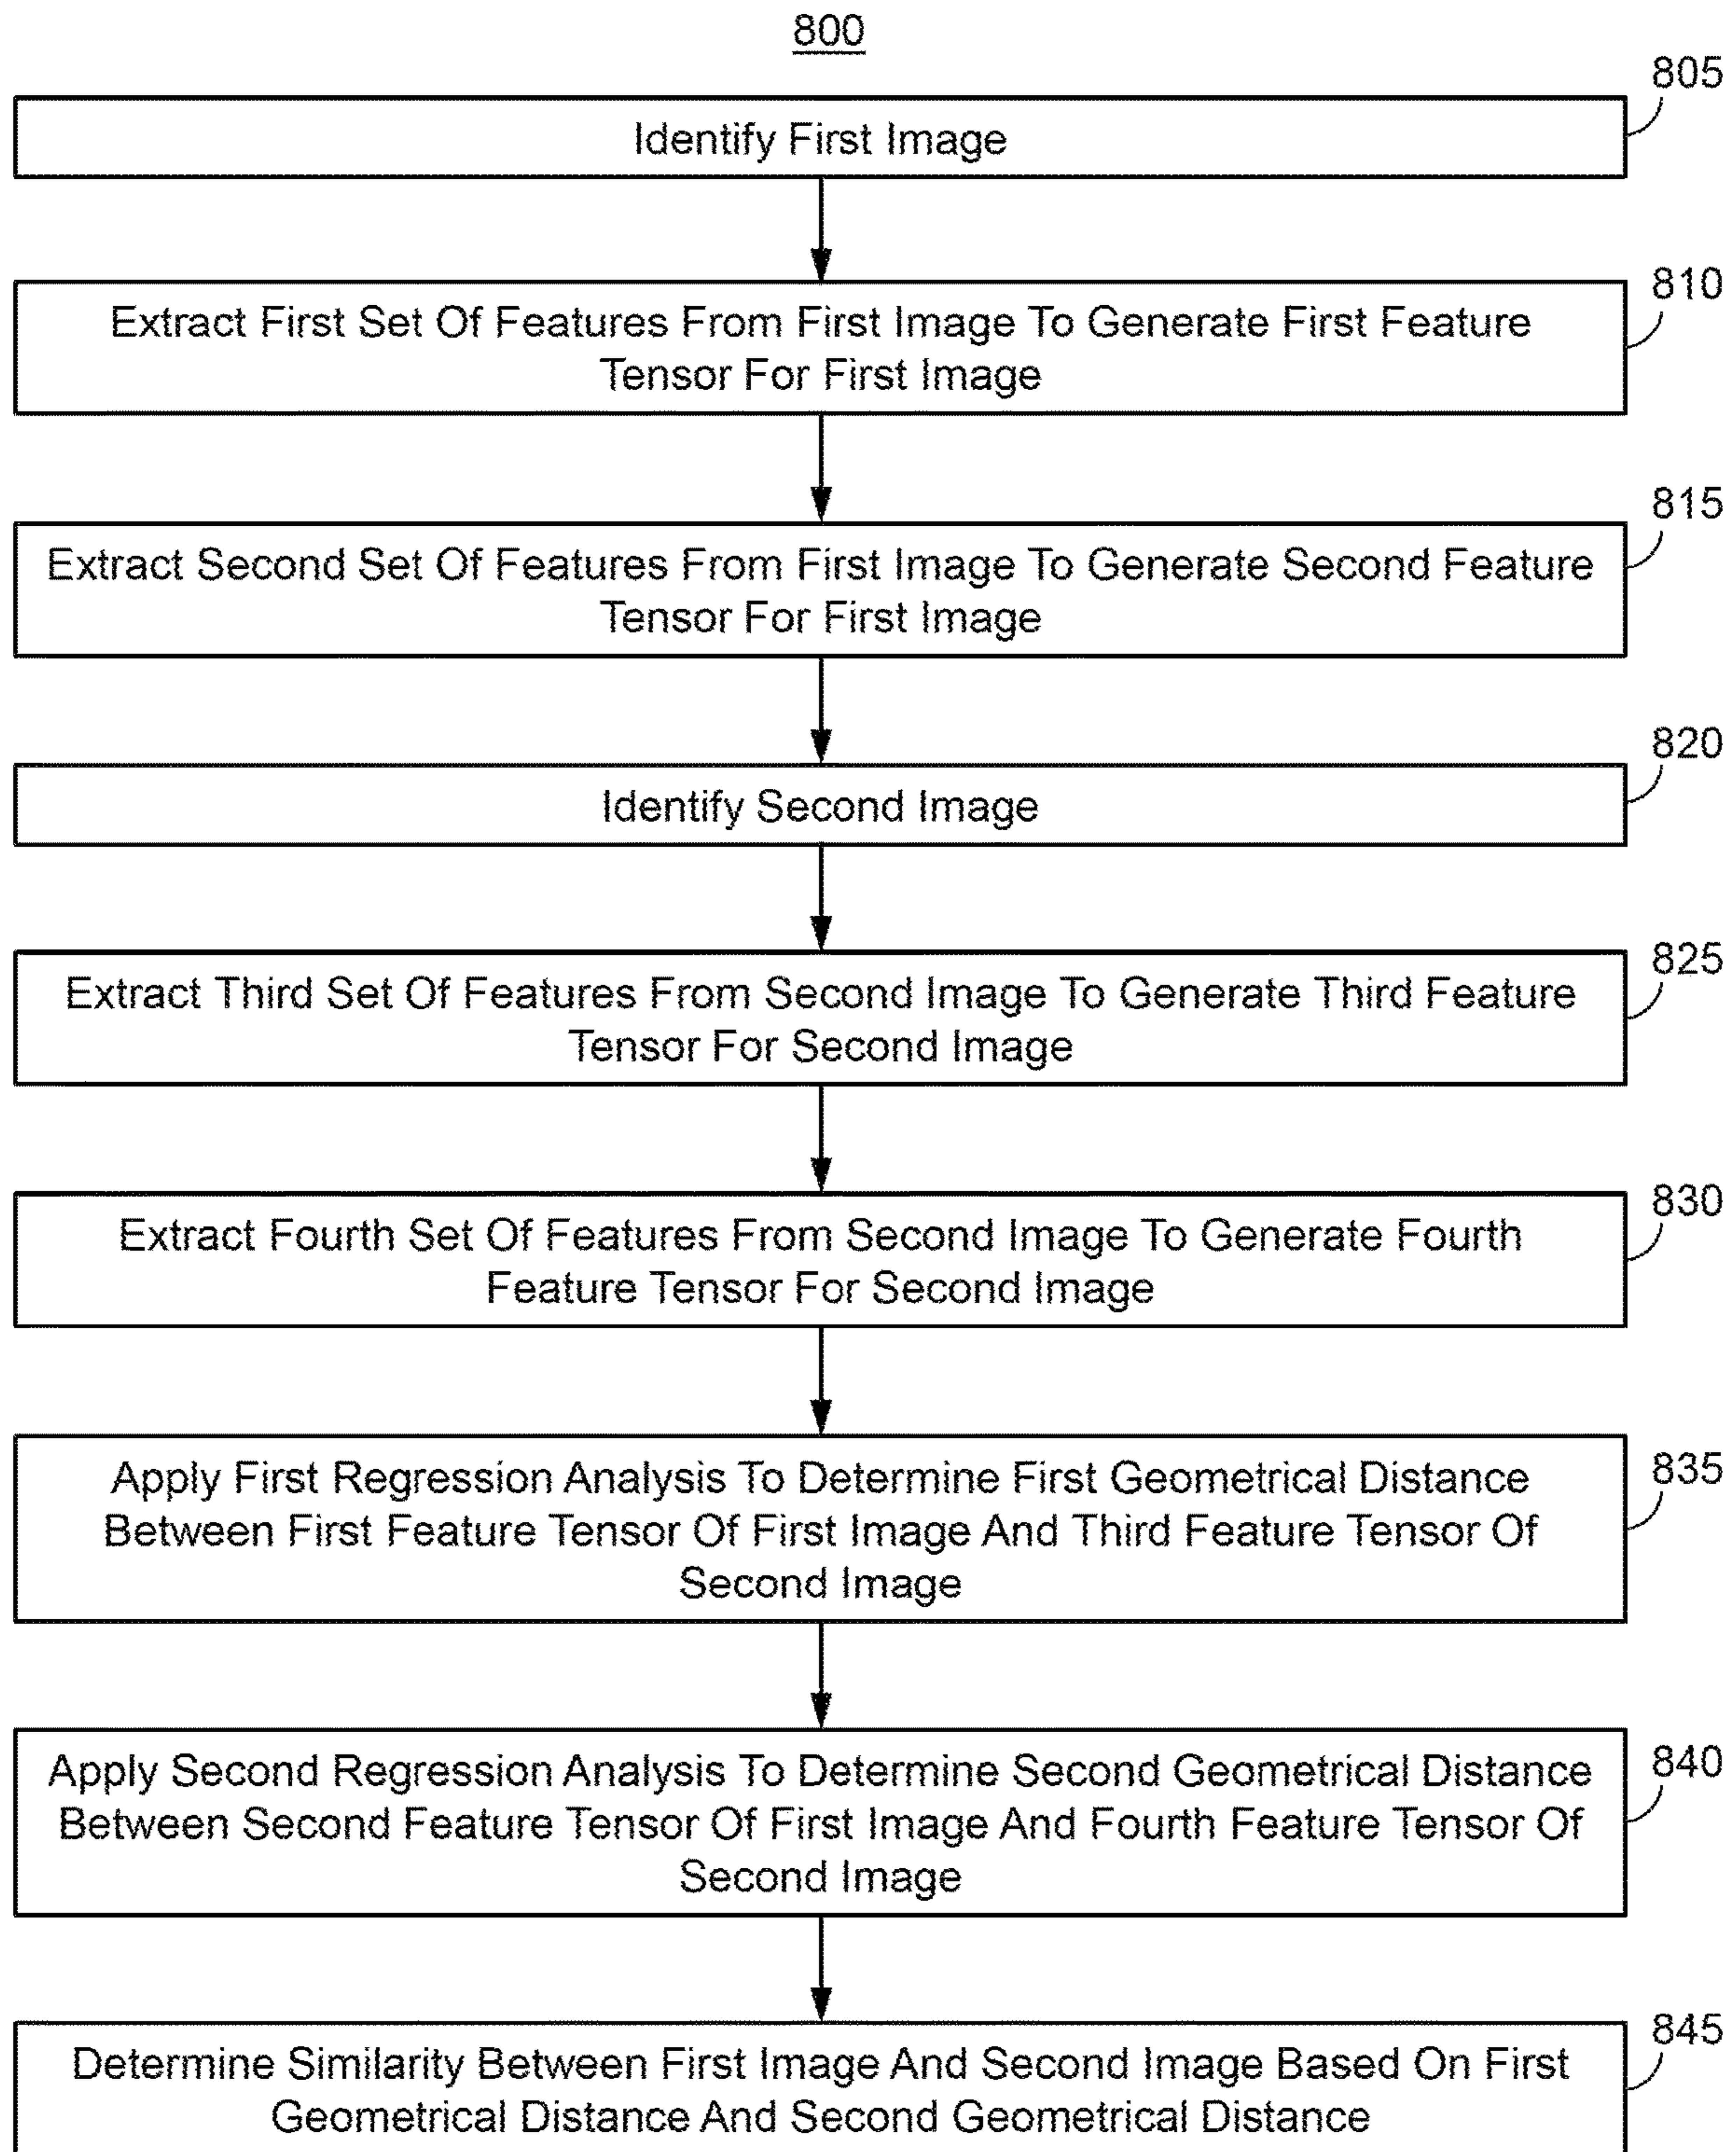 800
805
Identify First Image
810
Extract First Set Of Features From First Image To Generate First Feature
Tensor For First Image
815
Extract Second Set Of Features From First Image To Generate Second Feature
Tensor For First Image
820
Identify Second Image
825
Extract Third Set Of Features From Second Image To Generate Third Feature
Tensor For Second Image
830
Extract Fourth Set Of Features From Second Image To Generate Fourth
Feature Tensor For Second Image
835
Apply First Regression Analysis To Determine First Geometrical Distance
Between First Feature Tensor Of First Image And Third Feature Tensor Of
Second Image
840
Apply Second Regression Analysis To Determine Second Geometrical Distance
Between Second Feature Tensor Of First Image And Fourth Feature Tensor Of
Second Image
845
Determine Similarity Between First Image And Second Image Based On First
Geometrical Distance And Second Geometrical Distance